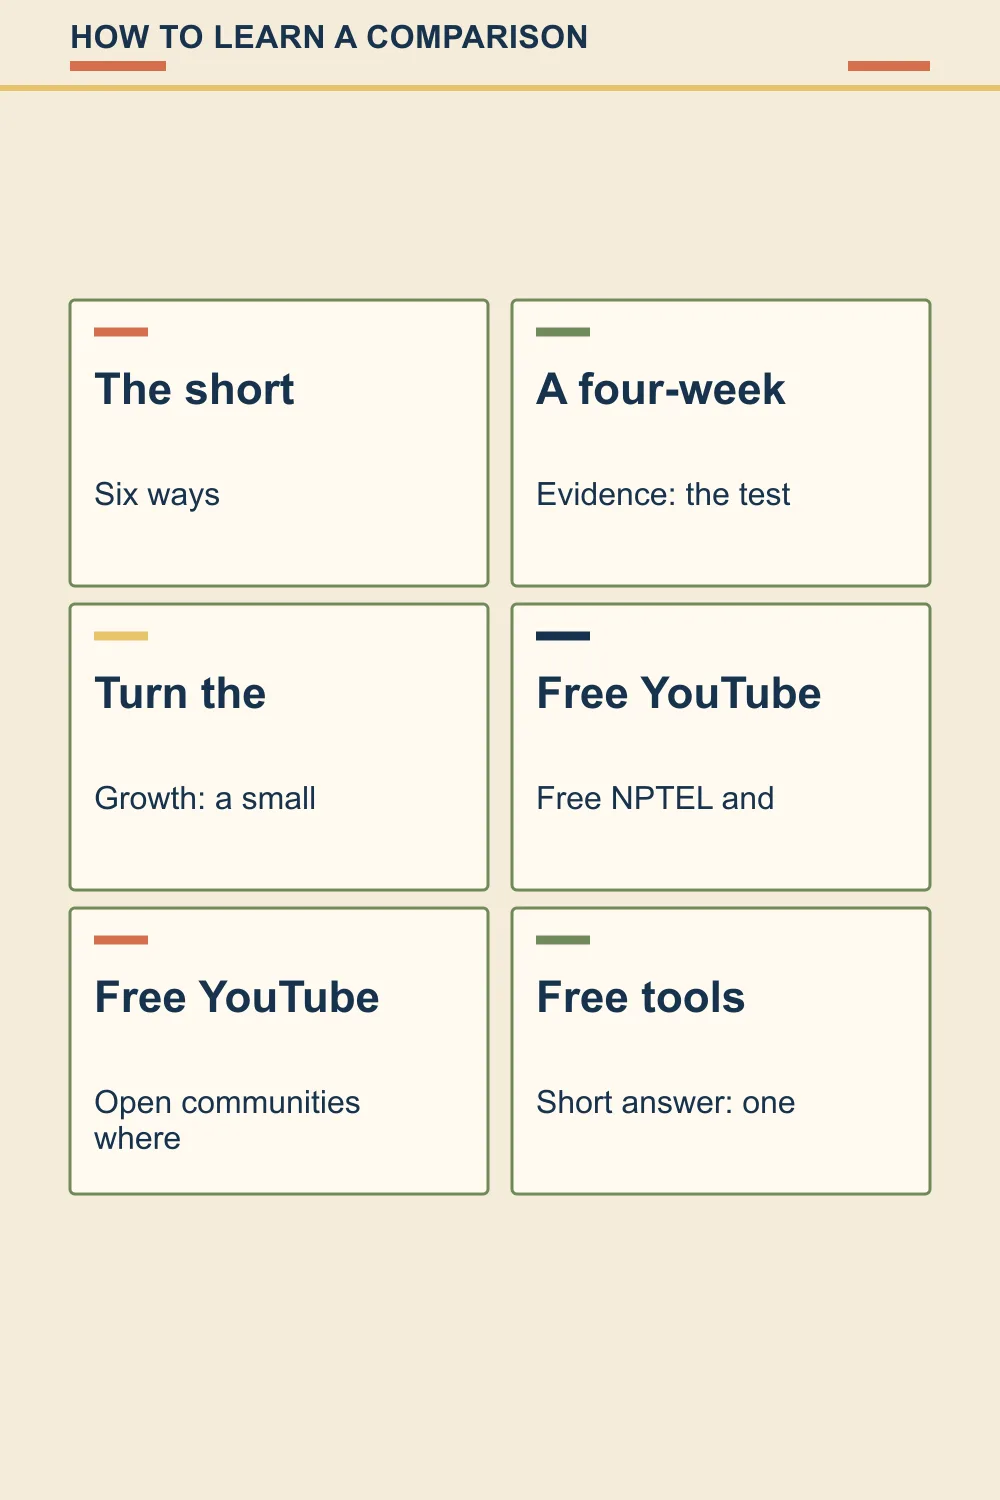 HOW TO LEARN A COMPARISON
The short
Six ways
A four-week
Evidence: the test
Turn the
Growth: a small
Free YouTube
Free NPTEL and
Free YouTube
Open communities
where
Free tools
Short answer: one